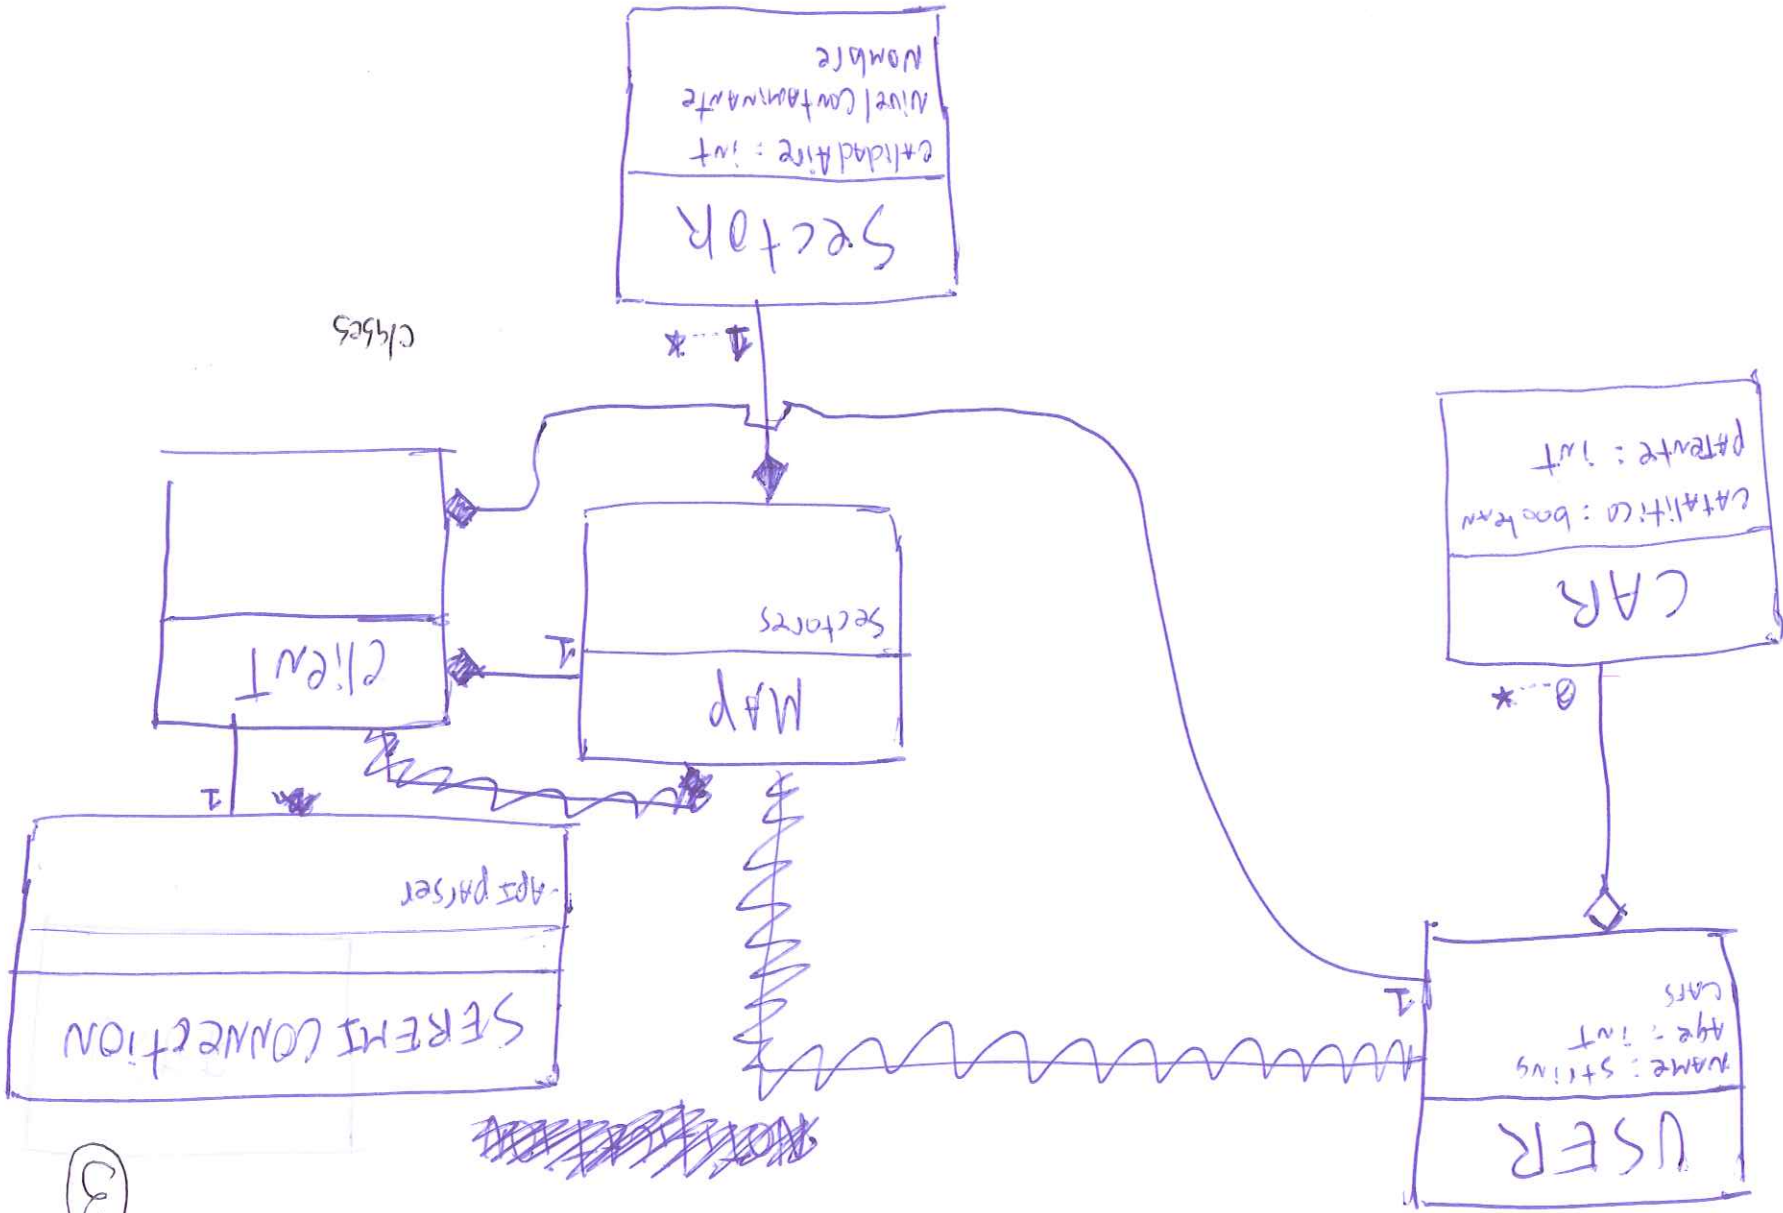 3
USER
NAME: string
Age: int
cars
1
SEREMI CONNECTION
-API parser
1
MAP
sectores
1
client
CAR
catalitico: boolean
PAtente: int
0...*
1...*
SectoR
calidadAire: int
Nivel contaminante
Nombre
clases